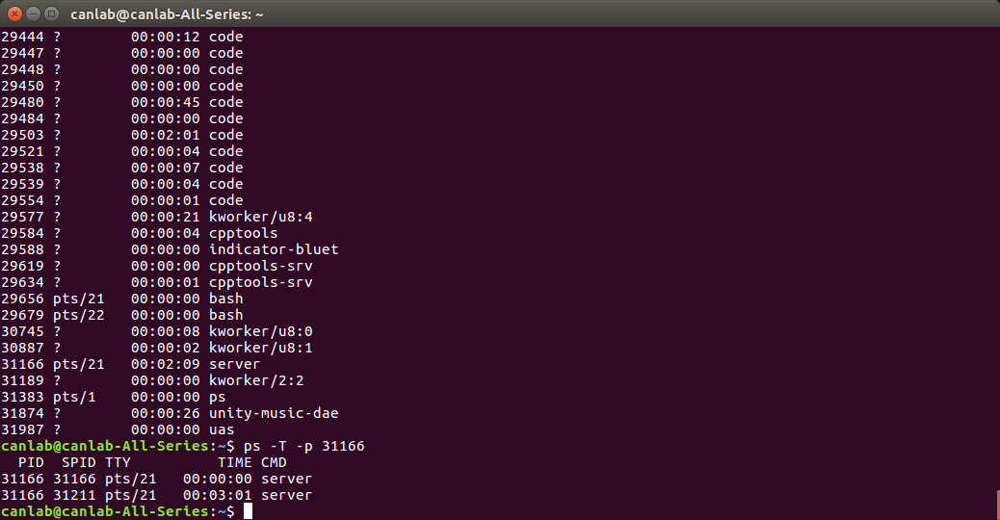 canlab@canlab-All-Series: ~
29444 ?        00:00:12 code
29447 ?        00:00:00 code
29448 ?        00:00:00 code
29450 ?        00:00:00 code
29480 ?        00:00:45 code
29484 ?        00:00:00 code
29503 ?        00:02:01 code
29521 ?        00:00:04 code
29538 ?        00:00:07 code
29539 ?        00:00:04 code
29554 ?        00:00:01 code
29577 ?        00:00:21 kworker/u8:4
29584 ?        00:00:04 cpptools
29588 ?        00:00:00 indicator-bluet
29619 ?        00:00:00 cpptools-srv
29634 ?        00:00:01 cpptools-srv
29656 pts/21   00:00:00 bash
29679 pts/22   00:00:00 bash
30745 ?        00:00:08 kworker/u8:0
30887 ?        00:00:02 kworker/u8:1
31166 pts/21   00:02:09 server
31189 ?        00:00:00 kworker/2:2
31383 pts/1    00:00:00 ps
31874 ?        00:00:26 unity-music-dae
31987 ?        00:00:00 uas
canlab@canlab-All-Series:~$ ps -T -p 31166
  PID  SPID TTY          TIME CMD
31166 31166 pts/21   00:00:00 server
31166 31211 pts/21   00:03:01 server
canlab@canlab-All-Series:~$